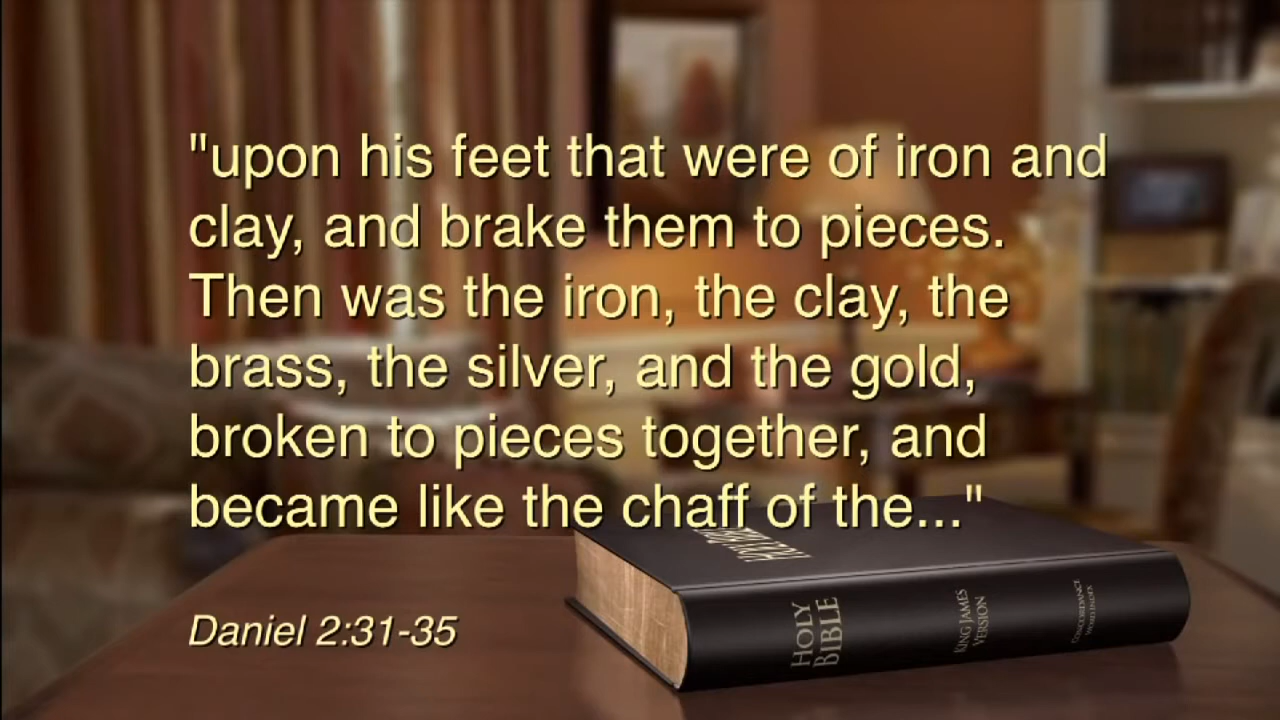 "upon his feet that were of iron and
clay, and brake them to pieces.
Then was the iron, the clay, the
brass, the silver, and the gold,
broken to pieces together, and
became like the chaff of the..."
Daniel 2:31-35
HOLY
BIBLE
KING JAMES
VERSION
CONCORDANCE